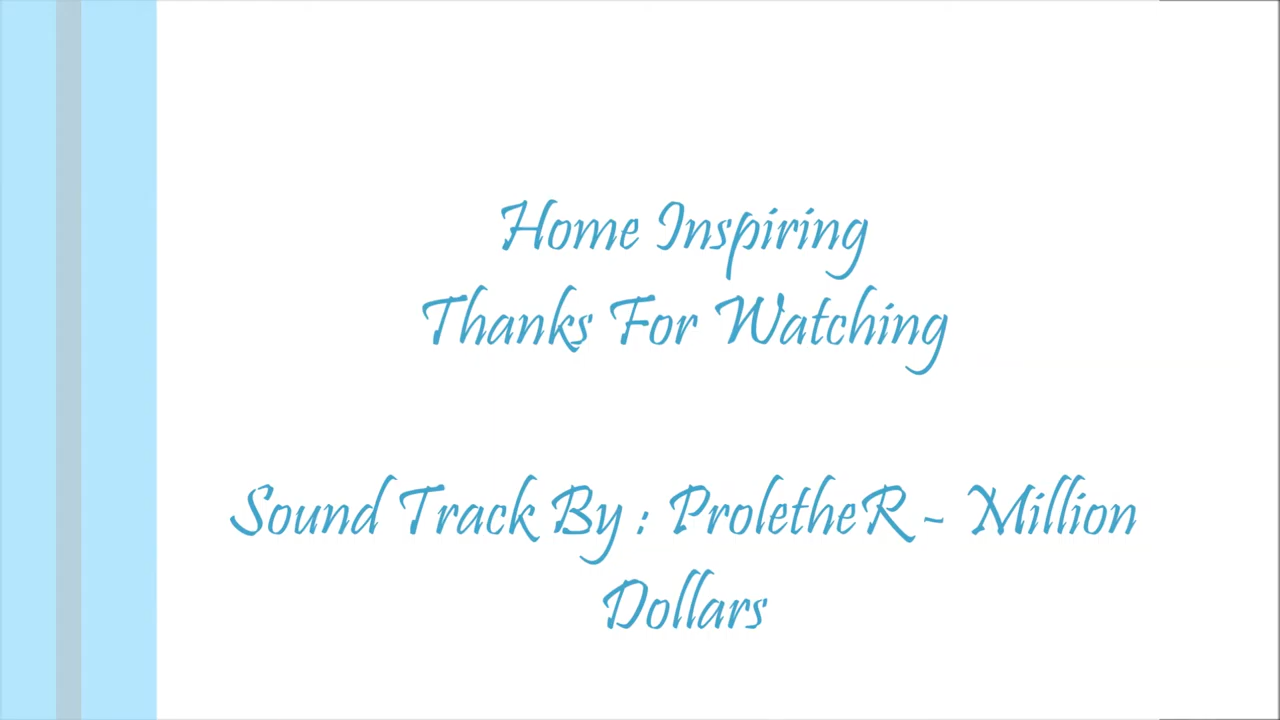 Home Inspiring
Thanks For Watching
Sound Track By : ProletheR - Million
Dollars